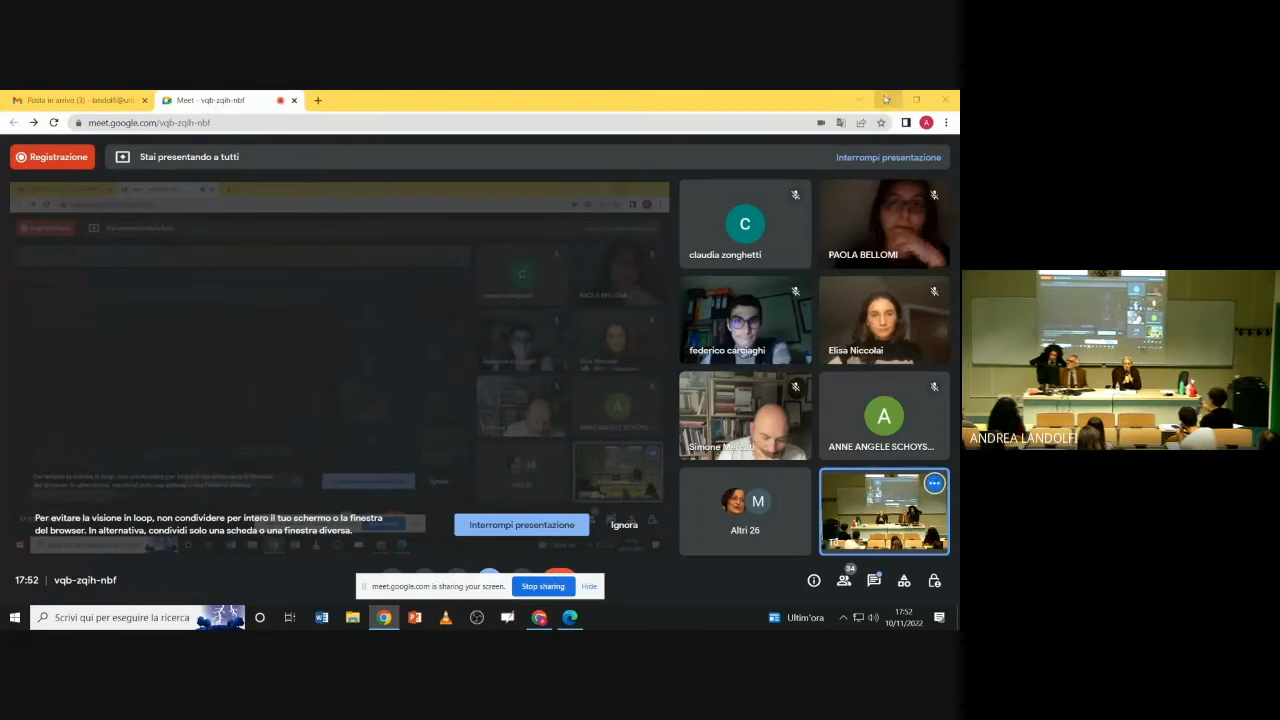 Posta in arrivo (3) - landolfi@uni
Meet - vqb-zqih-nbf
meet.google.com/vqb-zqih-nbf
A
Registrazione
Stai presentando a tutti
Interrompi presentazione
C
claudia zonghetti
PAOLA BELLOMI
federico carciaghi
Elisa Niccolai
Simone Mercati
A
ANNE ANGELE SCHOYS...
M
Altri 26
Tu
ANDREA LANDOLFI
Per evitare la visione in loop, non condividere per intero il tuo schermo o la finestra
del browser. In alternativa, condividi solo una scheda o una finestra diversa.
Interrompi presentazione
Ignora
17:52
vqb-zqih-nbf
34
meet.google.com is sharing your screen.
Stop sharing
Hide
Scrivi qui per eseguire la ricerca
Ultim'ora
17:52
10/11/2022